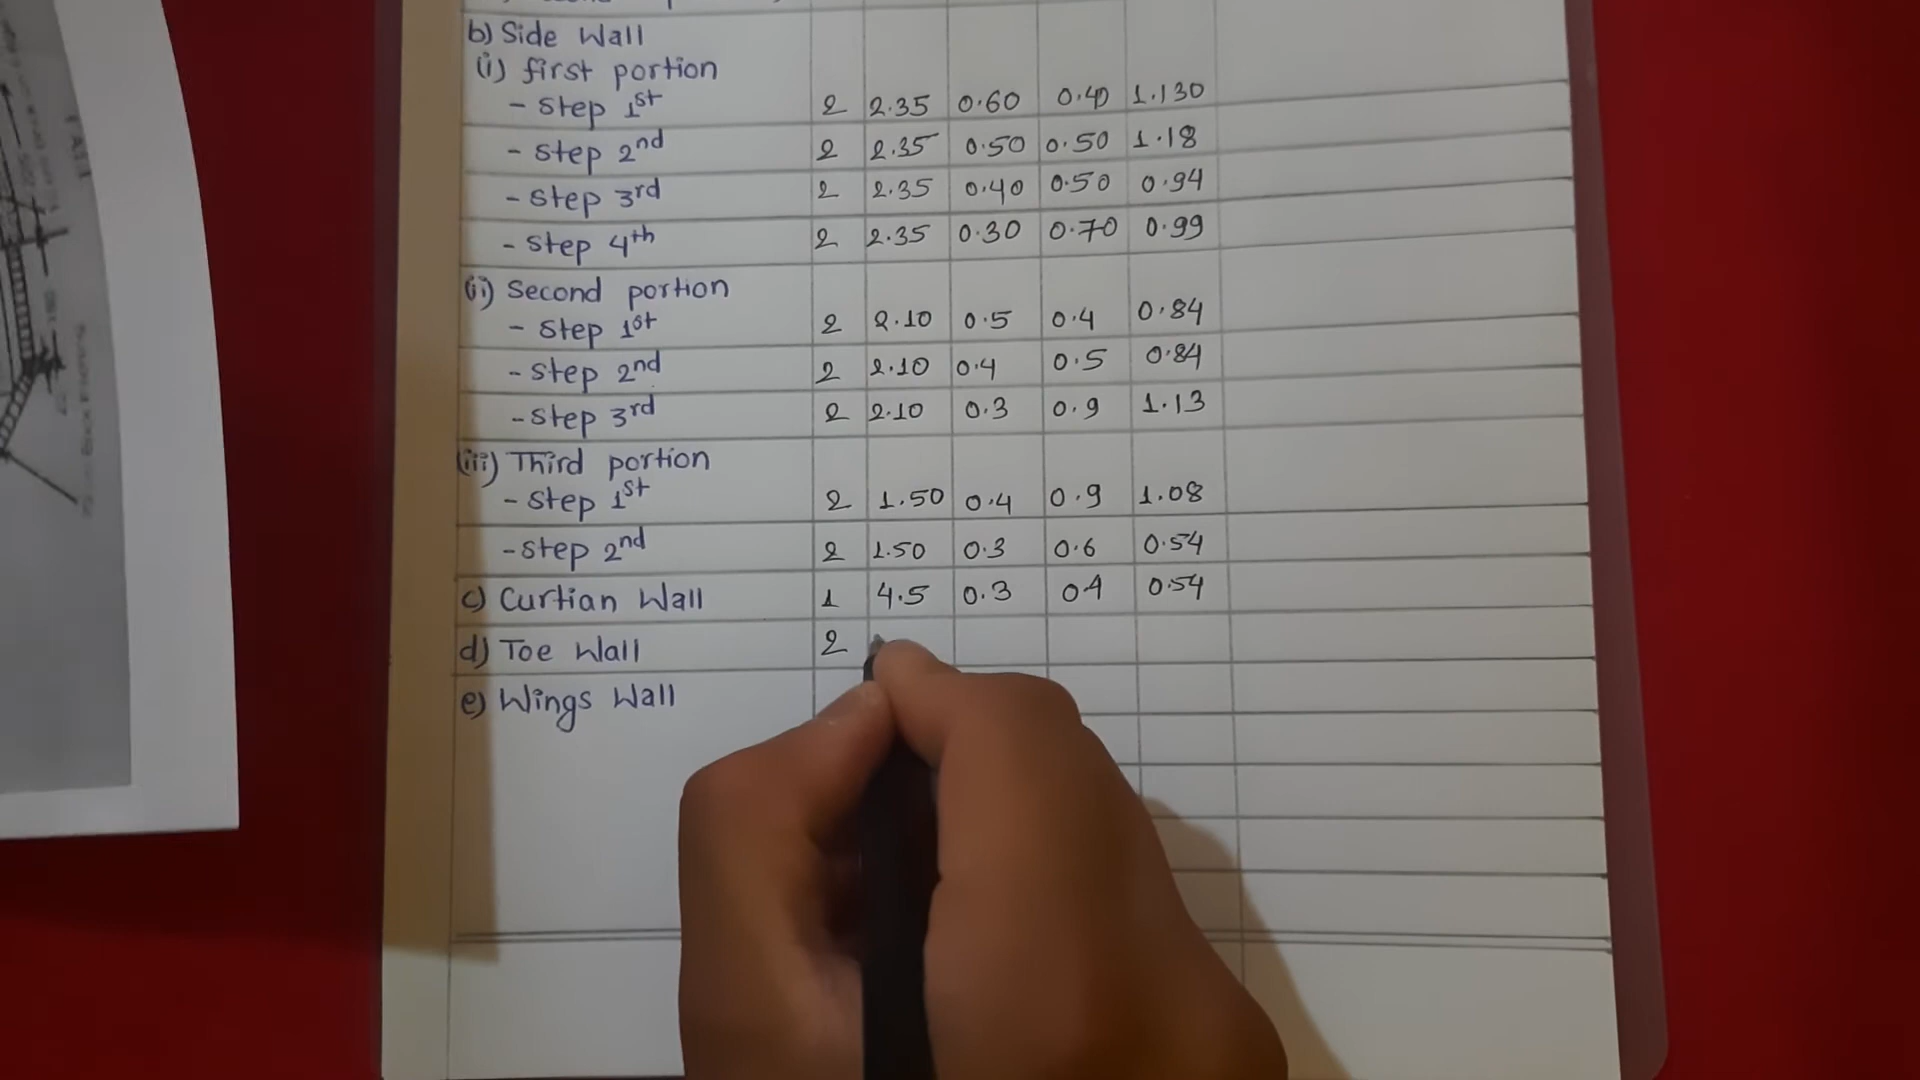 b) Side Wall
(i) first portion
- Step 1st 2 2.35 0.60 0.40 1.130
- Step 2nd 2 2.35 0.50 0.50 1.18
- Step 3rd 2 2.35 0.40 0.50 0.94
- Step 4th 2 2.35 0.30 0.70 0.99
(ii) Second portion
- Step 1st 2 2.10 0.5 0.4 0.84
- Step 2nd 2 2.10 0.4 0.5 0.84
- Step 3rd 2 2.10 0.3 0.9 1.13
(iii) Third portion
- Step 1st 2 1.50 0.4 0.9 1.08
- Step 2nd 2 1.50 0.3 0.6 0.54
c) Curtian Wall 1 4.5 0.3 0.4 0.54
d) Toe Wall 2
e) Wings Wall